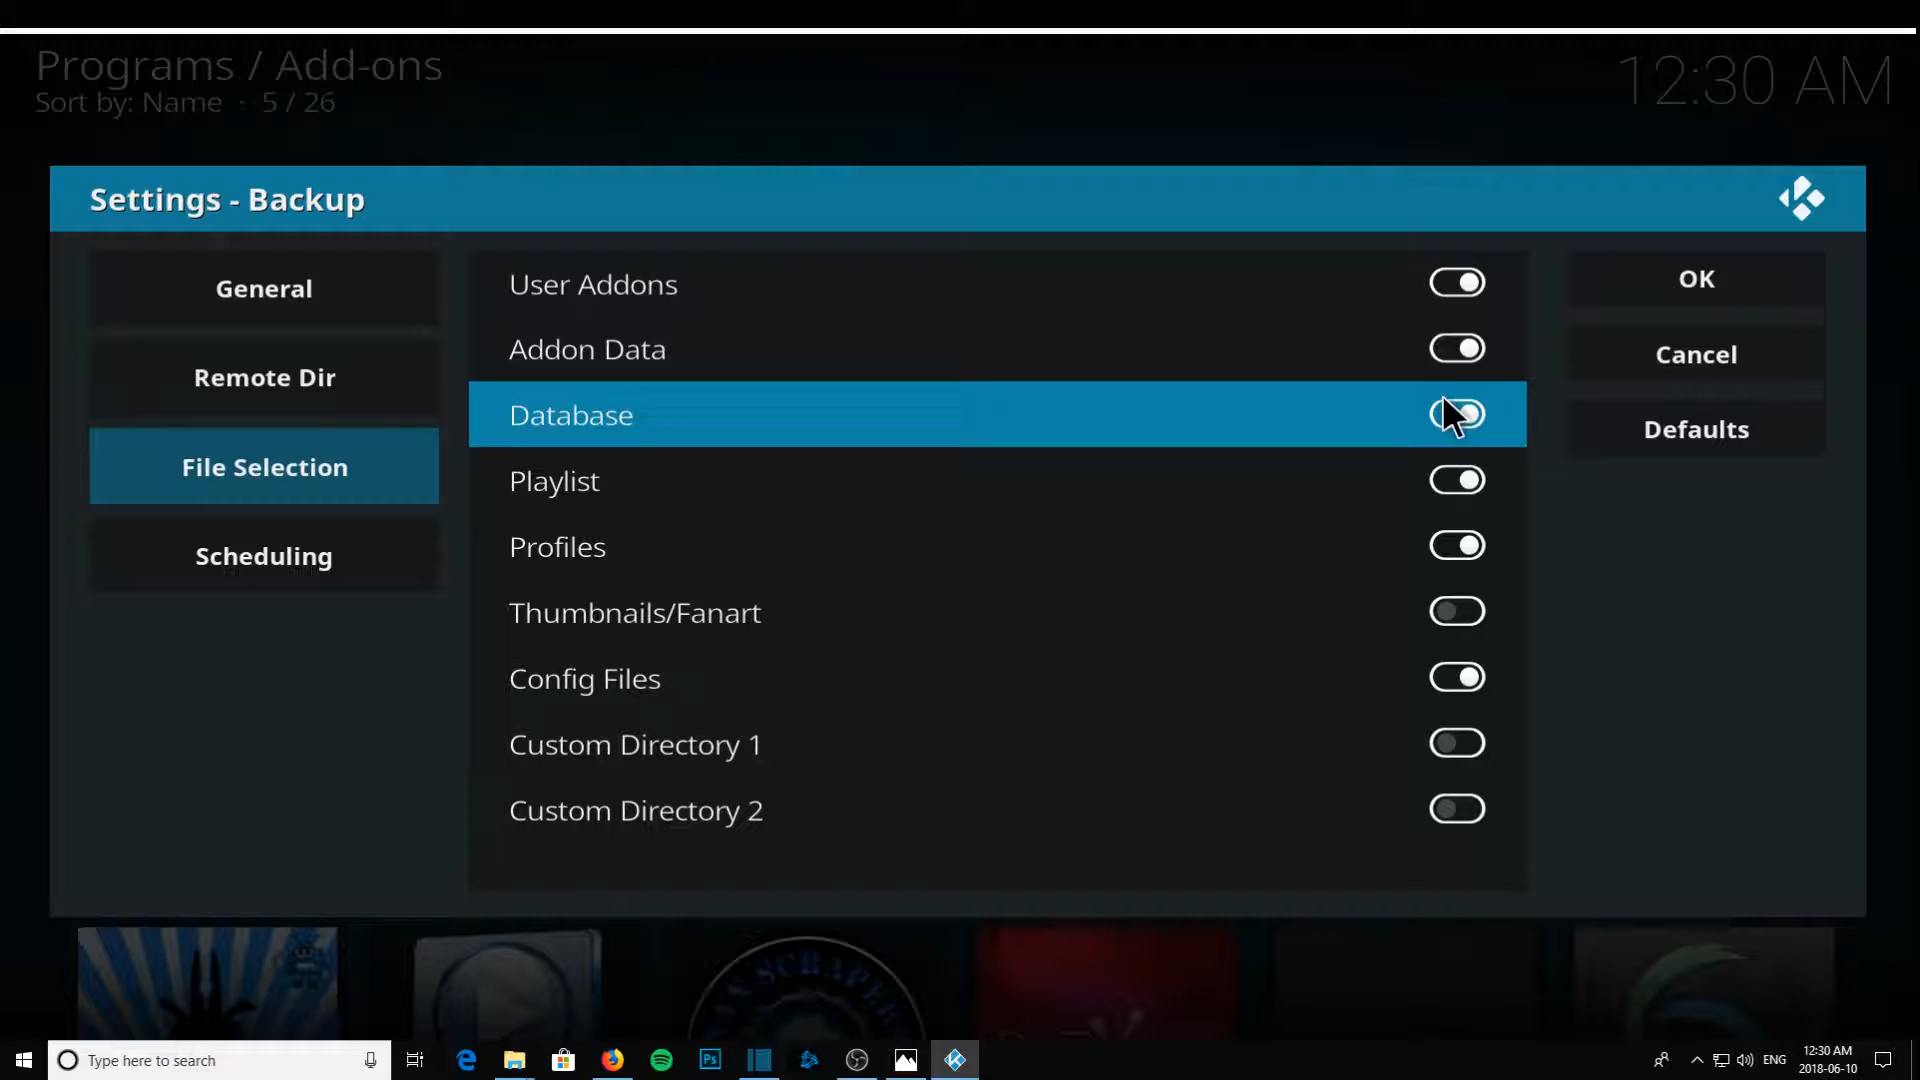 Programs / Add-ons
Sort by: Name · 5 / 26
12:30 AM
Settings - Backup
General
Remote Dir
File Selection
Scheduling
User Addons
Addon Data
Database
Playlist
Profiles
Thumbnails/Fanart
Config Files
Custom Directory 1
Custom Directory 2
OK
Cancel
Defaults
SCRAPER
Type here to search
Ps
ENG
12:30 AM
2018-06-10